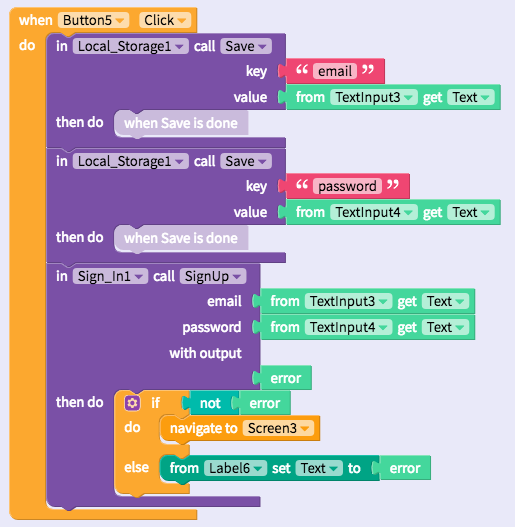 when Button5 Click
do in Local_Storage1 call Save
key “ email ”
value from TextInput3 get Text
then do when Save is done
in Local_Storage1 call Save
key “ password ”
value from TextInput4 get Text
then do when Save is done
in Sign_In1 call SignUp
email from TextInput3 get Text
password from TextInput4 get Text
with output
error
then do if not error
do navigate to Screen3
else from Label6 set Text to error